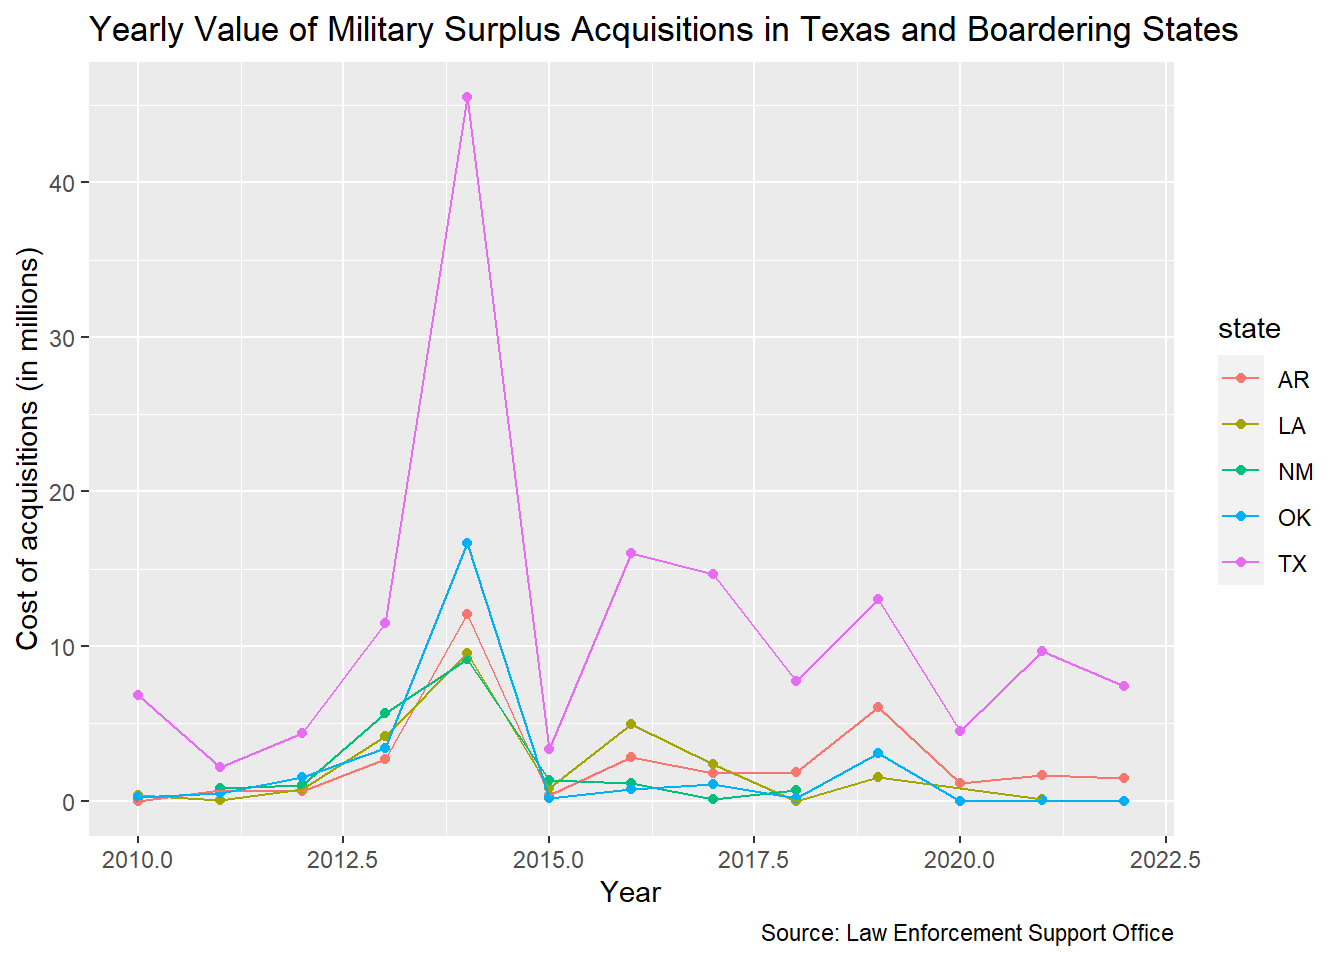 Yearly Value of Military Surplus Acquisitions in Texas and Boardering States
Cost of acquisitions (in millions)
40
30
20
10
0
2010.0 2012.5 2015.0 2017.5 2020.0 2022.5
Year
state
AR
LA
NM
OK
TX
Source: Law Enforcement Support Office